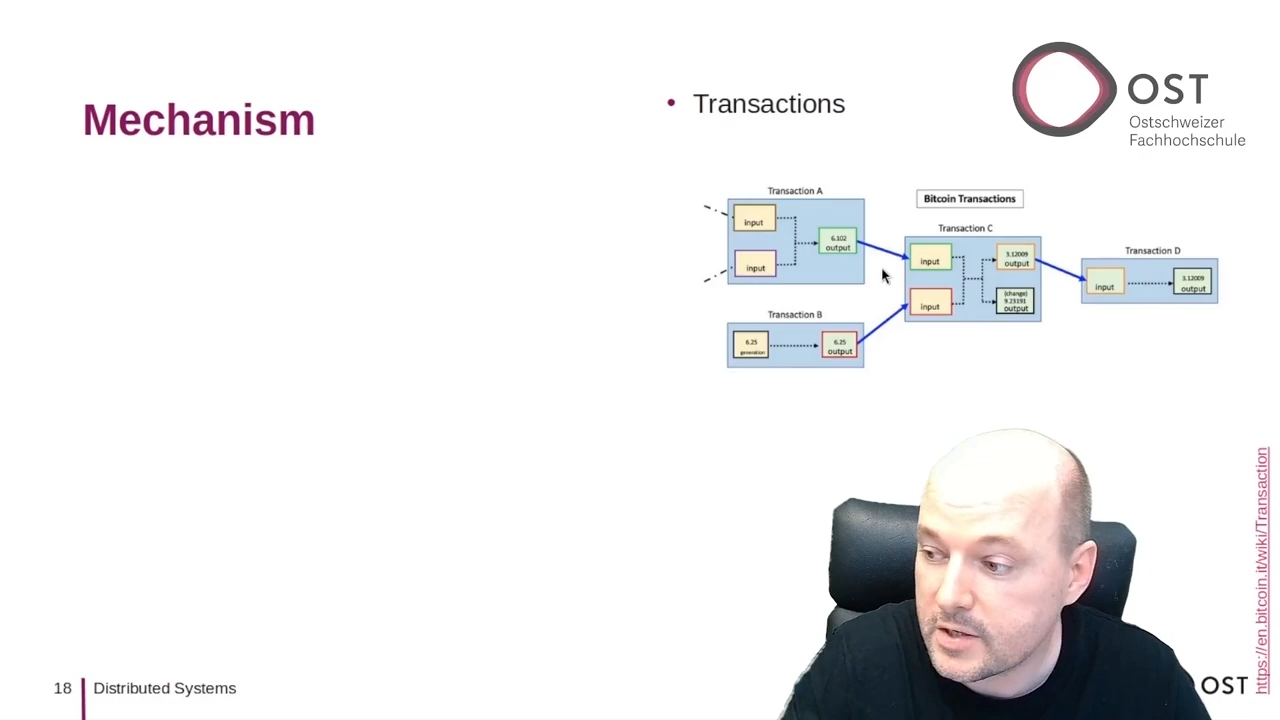 Mechanism
• Transactions
OST
Ostschweizer
Fachhochschule
Bitcoin Transactions
Transaction A
input
input
6.102
output
Transaction B
6.25
generation
6.25
output
Transaction C
input
input
3.12009
output
(change)
9.23191
output
Transaction D
input
3.12009
output
https://en.bitcoin.it/wiki/Transaction
18
Distributed Systems
OST